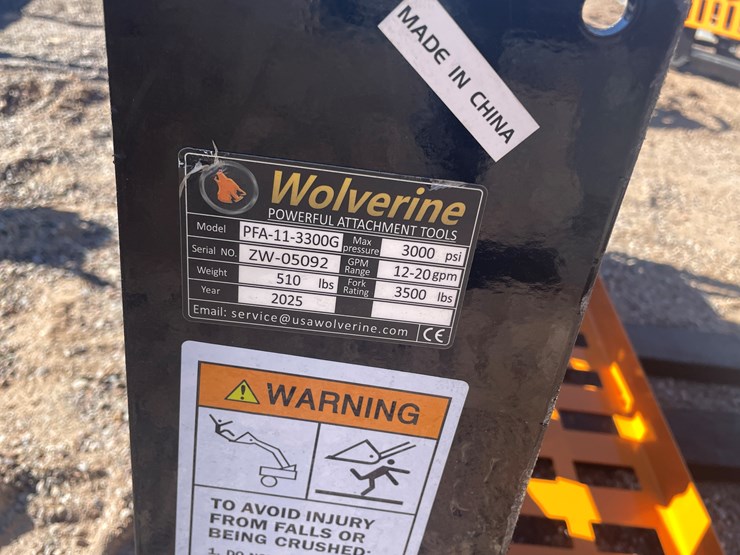 MADE IN CHINA
Wolverine
POWERFUL ATTACHMENT TOOLS
Model PFA-11-3300G Max pressure 3000 psi
Serial NO. ZW-05092 GPM Range 12-20 gpm
Weight 510 lbs Fork Rating 3500 lbs
Year 2025
Email: service@usawolverine.com CE
WARNING
TO AVOID INJURY
FROM FALLS OR
BEING CRUSHED: